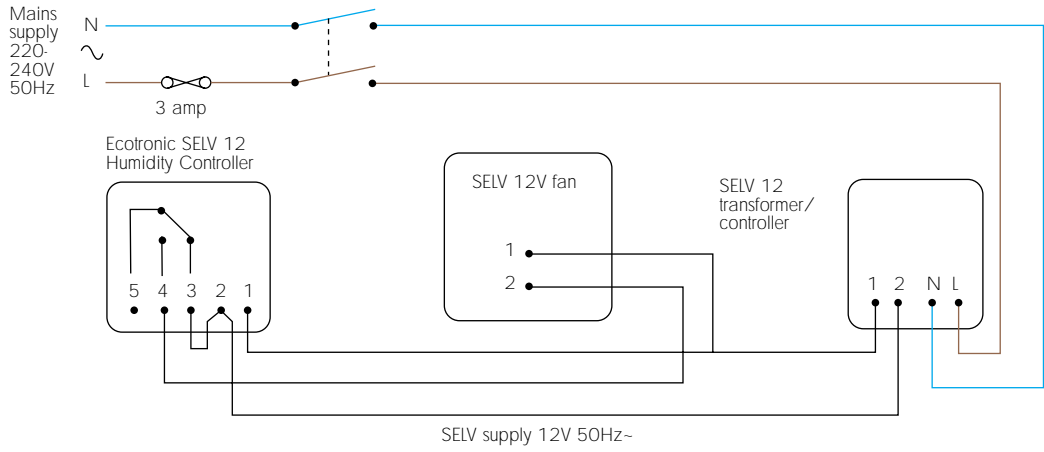 Mains
supply
220-
240V
50Hz
N
L
3 amp
Ecotronic SELV 12
Humidity Controller
5 4 3 2 1
SELV 12V fan
1
2
SELV 12
transformer/
controller
1 2 N L
SELV supply 12V 50Hz~